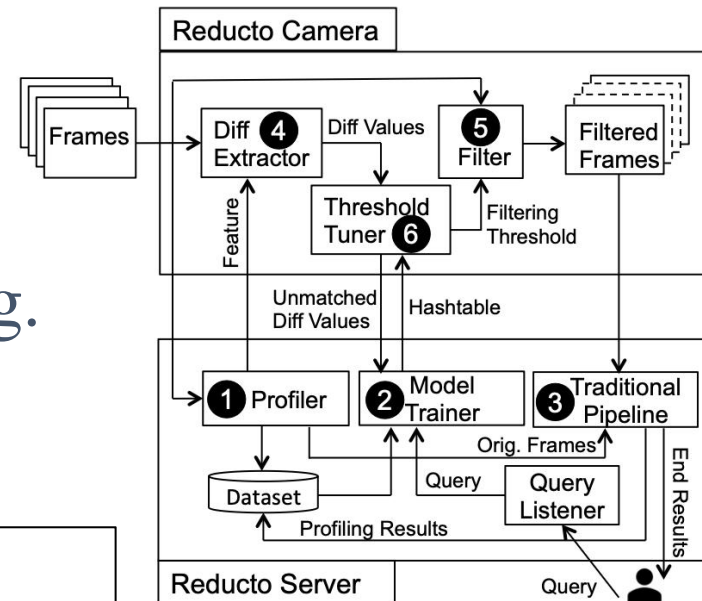 Reducto Camera
Frames
Diff 4
Extractor
Diff Values
5
Filter
Filtered
Frames
Feature
Threshold
Tuner 6
Filtering
Threshold
g.
Unmatched
Diff Values
Hashtable
1 Profiler
2 Model
Trainer
3 Traditional
Pipeline
Orig. Frames
Dataset
Query
Query
Listener
End Results
Profiling Results
Reducto Server
Query